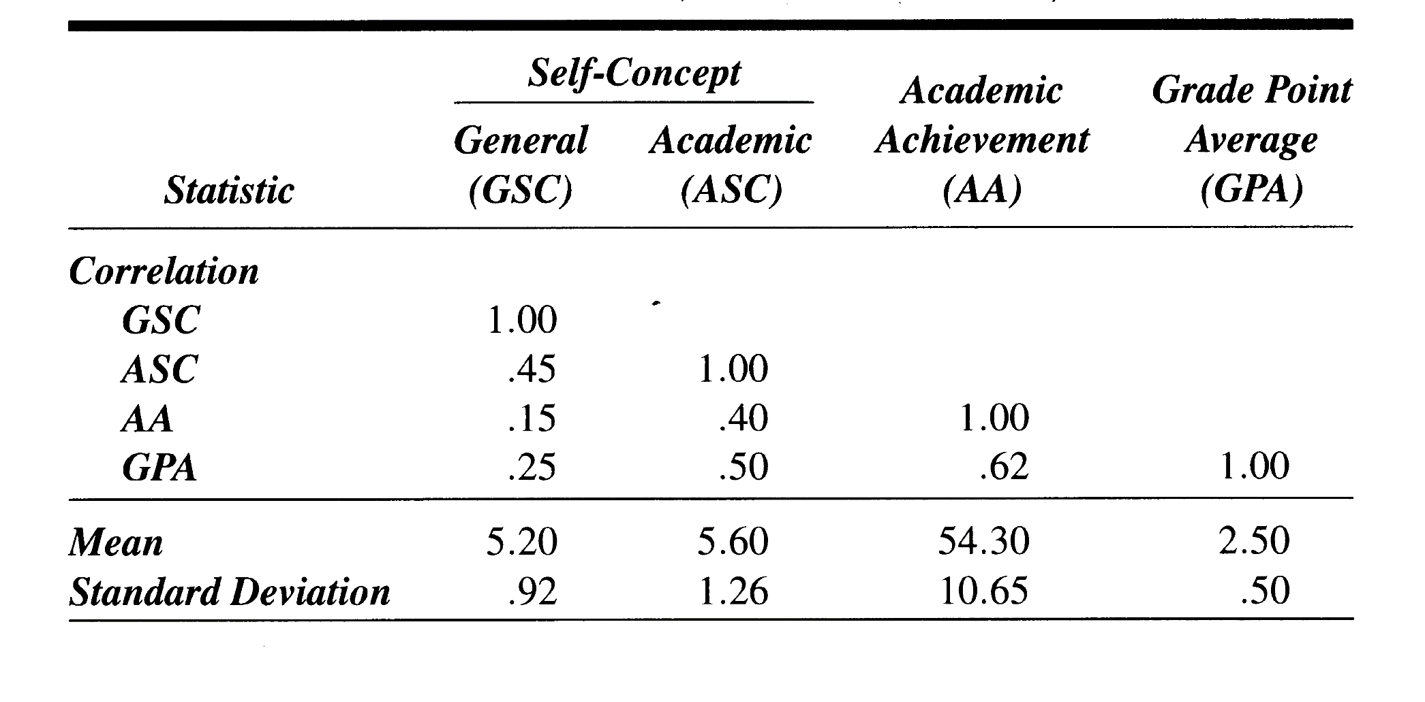 Self-Concept Academic Grade Point
General Academic Achievement Average
Statistic (GSC) (ASC) (AA) (GPA)
Correlation
GSC 1.00
ASC .45 1.00
AA .15 .40 1.00
GPA .25 .50 .62 1.00
Mean 5.20 5.60 54.30 2.50
Standard Deviation .92 1.26 10.65 .50